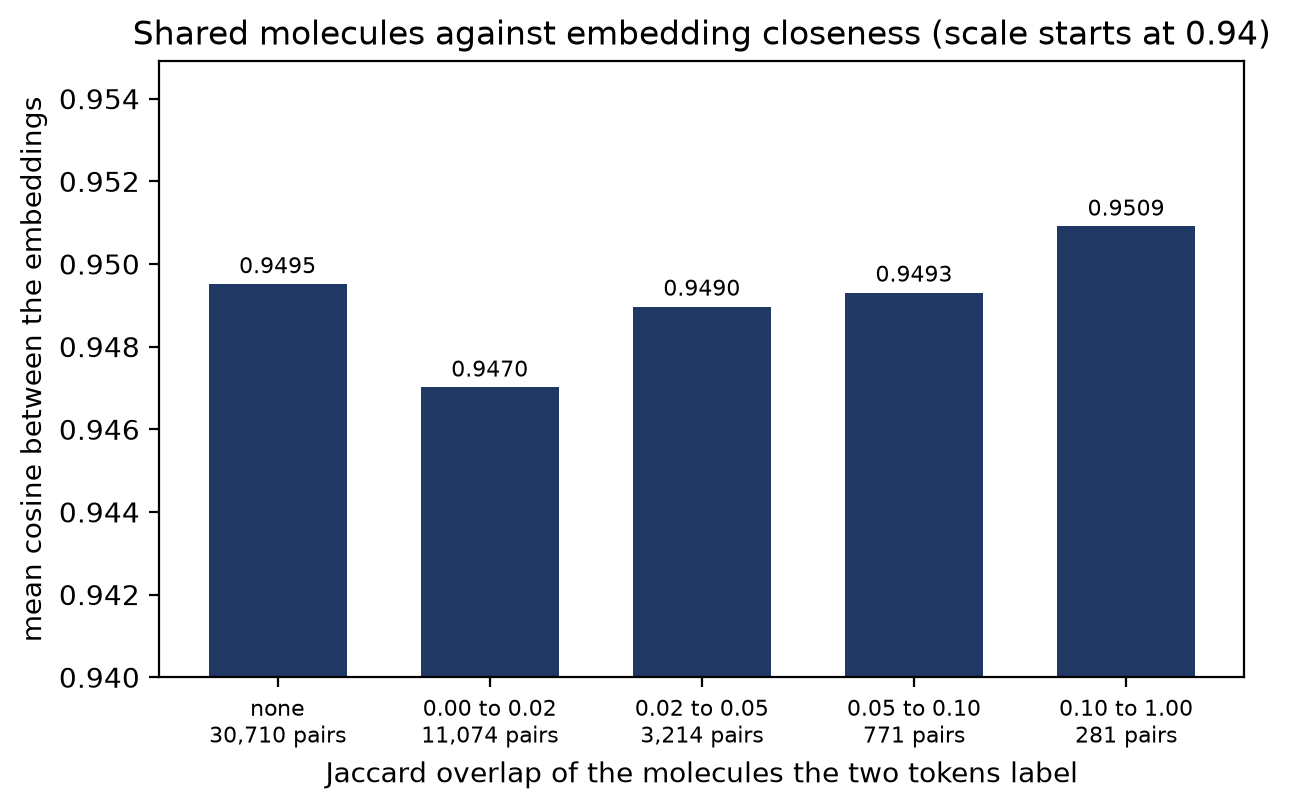 Shared molecules against embedding closeness (scale starts at 0.94)
mean cosine between the embeddings
0.954
0.952
0.950
0.948
0.946
0.944
0.942
0.940
0.9495
0.9470
0.9490
0.9493
0.9509
none
30,710 pairs
0.00 to 0.02
11,074 pairs
0.02 to 0.05
3,214 pairs
0.05 to 0.10
771 pairs
0.10 to 1.00
281 pairs
Jaccard overlap of the molecules the two tokens label